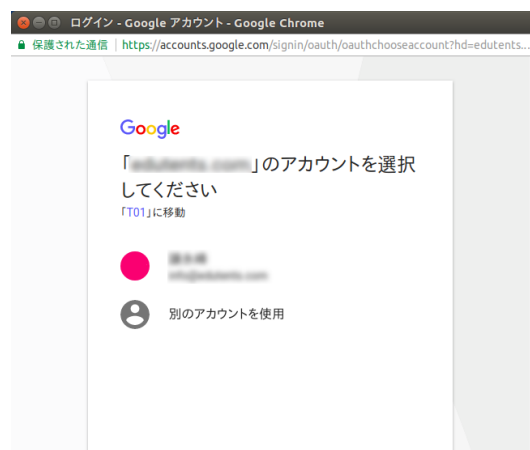 ログイン - Google アカウント - Google Chrome
保護された通信 https://accounts.google.com/signin/oauth/oauthchooseaccount?hd=edutents...
Google
「」のアカウントを選択
してください
「T01」に移動
別のアカウントを使用